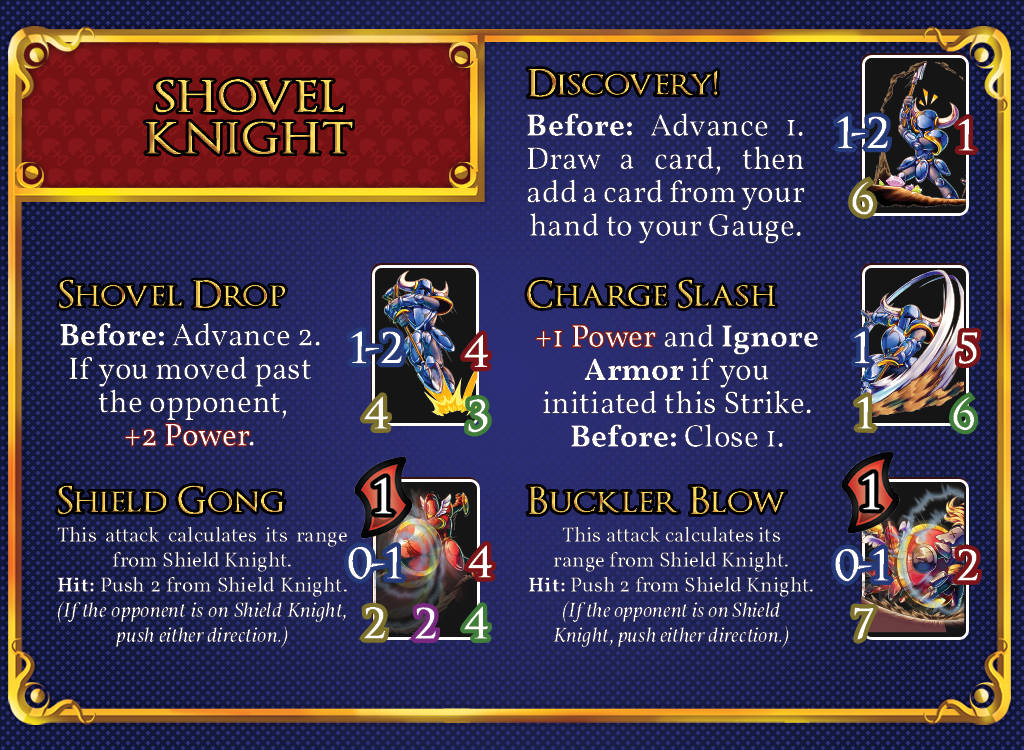 SHOVEL
KNIGHT
DISCOVERY!
Before: Advance 1.
Draw a card, then
add a card from your
hand to your Gauge.
1-2
1
6
SHOVEL DROP
Before: Advance 2.
If you moved past
the opponent,
+2 Power.
1-2
4
4
3
CHARGE SLASH
+1 Power and Ignore
Armor if you
initiated this Strike.
Before: Close 1.
1
5
1
6
SHIELD GONG
This attack calculates its range
from Shield Knight.
Hit: Push 2 from Shield Knight.
(If the opponent is on Shield Knight,
push either direction.)
1
0-1
4
2
2
4
BUCKLER BLOW
This attack calculates its
range from Shield Knight.
Hit: Push 2 from Shield Knight.
(If the opponent is on Shield
Knight, push either direction.)
1
0-1
2
7